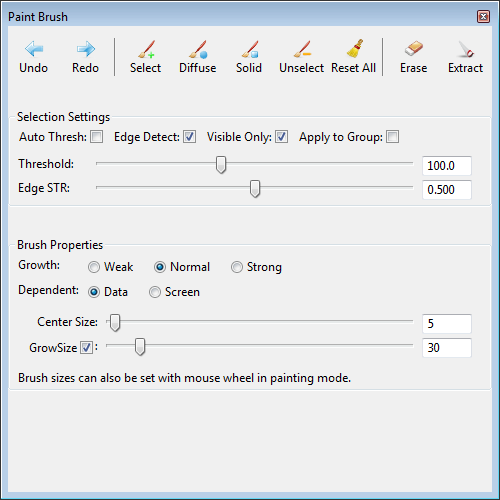 Paint Brush
Undo Redo Select Diffuse Solid Unselect Reset All Erase Extract
Selection Settings
Auto Thresh: Edge Detect: Visible Only: Apply to Group:
Threshold: 100.0
Edge STR: 0.500
Brush Properties
Growth: Weak Normal Strong
Dependent: Data Screen
Center Size: 5
GrowSize : 30
Brush sizes can also be set with mouse wheel in painting mode.